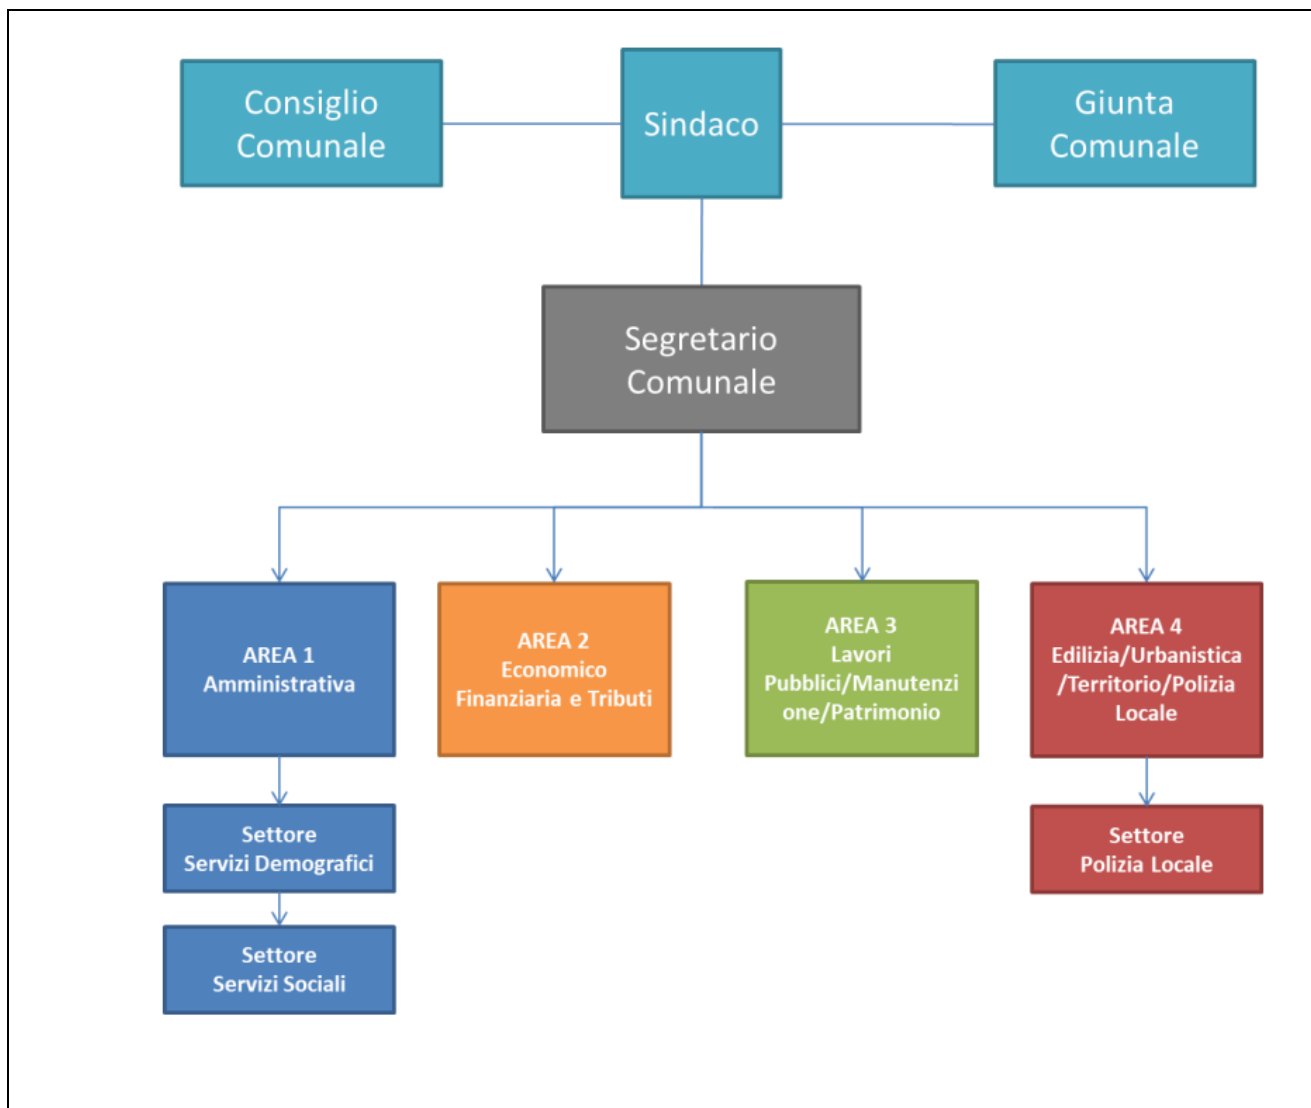 Consiglio
Comunale
Sindaco
Giunta
Comunale
Segretario
Comunale
AREA 1
Amministrativa
AREA 2
Economico
Finanziaria e Tributi
AREA 3
Lavori
Pubblici/Manutenzi
one/Patrimonio
AREA 4
Edilizia/Urbanistica
/Territorio/Polizia
Locale
Settore
Servizi Demografici
Settore
Polizia Locale
Settore
Servizi Sociali